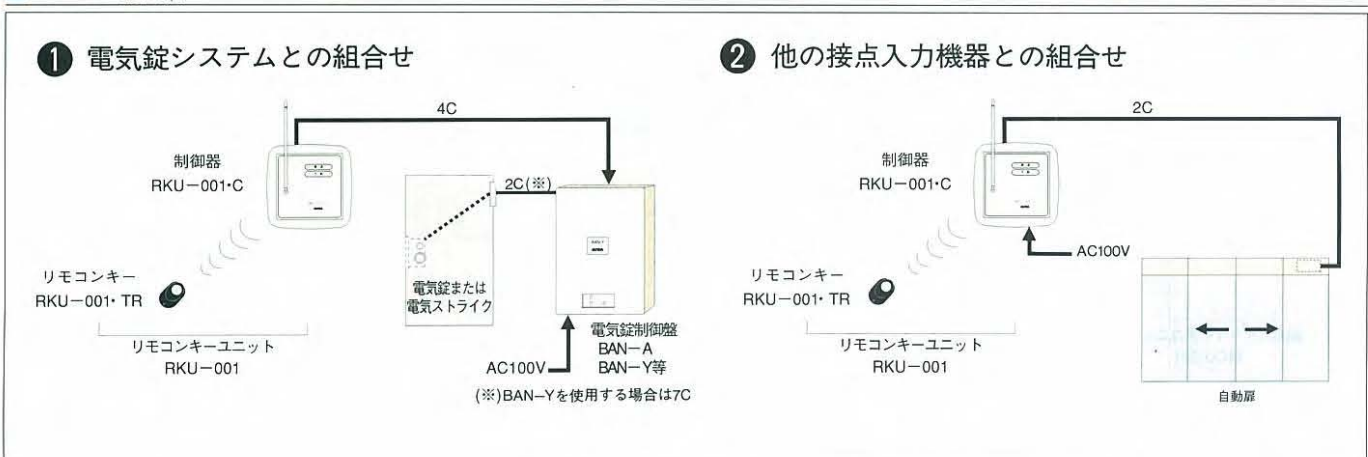 ❶ 電気錠システムとの組合せ
4C
制御器
RKU－001・C
2C(※)
リモコンキー
RKU－001・TR
リモコンキーユニット
RKU－001
電気錠または
電気ストライク
電気錠制御盤
BAN－A
BAN－Y等
AC100V
(※)BAN－Yを使用する場合は7C
❷ 他の接点入力機器との組合せ
2C
制御器
RKU－001・C
AC100V
リモコンキー
RKU－001・TR
リモコンキーユニット
RKU－001
自動扉